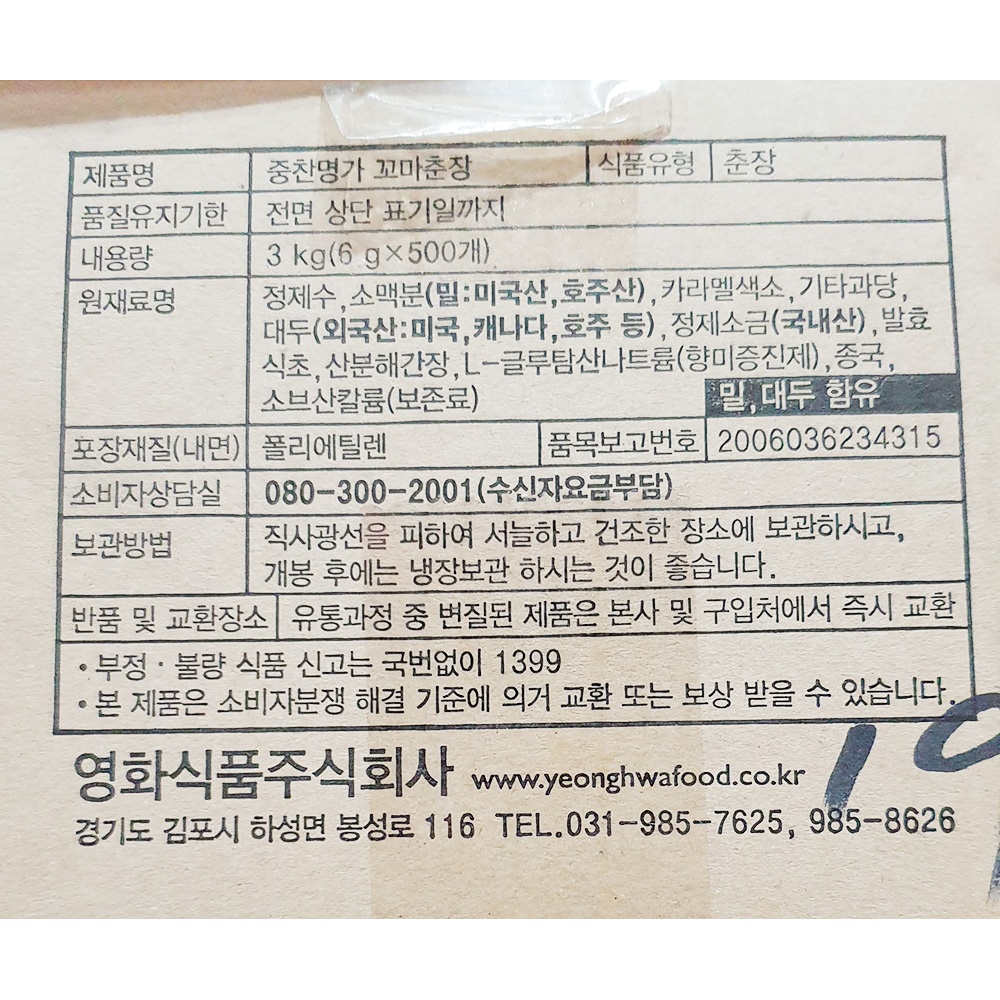 제품명 중찬명가 꼬마춘장 식품유형 춘장
품질유지기한 전면 상단 표기일까지
내용량 3 kg(6 g×500개)
원재료명 정제수, 소맥분(밀:미국산,호주산), 카라멜색소, 기타과당,
대두(외국산:미국,캐나다,호주 등), 정제소금(국내산), 발효
식초, 산분해간장, L-글루탐산나트륨(향미증진제), 종국,
소브산칼륨(보존료) 밀, 대두 함유
포장재질(내면) 폴리에틸렌 품목보고번호 2006036234315
소비자상담실 080-300-2001(수신자요금부담)
보관방법 직사광선을 피하여 서늘하고 건조한 장소에 보관하시고,
개봉 후에는 냉장보관 하시는 것이 좋습니다.
반품 및 교환장소 유통과정 중 변질된 제품은 본사 및 구입처에서 즉시 교환
• 부정 · 불량 식품 신고는 국번없이 1399
• 본 제품은 소비자분쟁 해결 기준에 의거 교환 또는 보상 받을 수 있습니다.
영화식품주식회사 www.yeonghwafood.co.kr
경기도 김포시 하성면 봉성로 116 TEL.031-985-7625, 985-8626